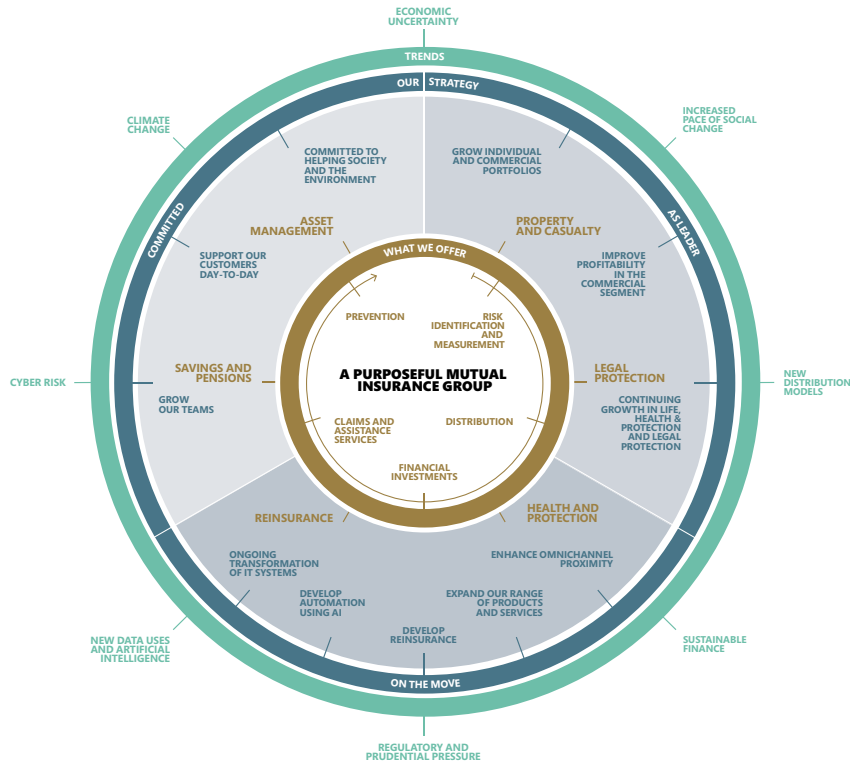 ECONOMIC
UNCERTAINTY
TRENDS
OUR STRATEGY
CLIMATE
CHANGE
INCREASED
PACE OF SOCIAL
CHANGE
COMMITTED TO
HELPING SOCIETY
AND THE
ENVIRONMENT
GROW INDIVIDUAL
AND COMMERCIAL
PORTFOLIOS
COMMITTED
AS LEADER
ASSET
MANAGEMENT
PROPERTY
AND CASUALTY
SUPPORT OUR
CUSTOMERS
DAY-TO-DAY
WHAT WE OFFER
IMPROVE
PROFITABILITY
IN THE
COMMERCIAL
SEGMENT
PREVENTION
RISK
IDENTIFICATION
AND
MEASUREMENT
CYBER RISK
SAVINGS AND
PENSIONS
A PURPOSEFUL MUTUAL
INSURANCE GROUP
LEGAL
PROTECTION
NEW
DISTRIBUTION
MODELS
GROW
OUR TEAMS
CLAIMS AND
ASSISTANCE
SERVICES
DISTRIBUTION
CONTINUING
GROWTH IN LIFE,
HEALTH &
PROTECTION
AND LEGAL
PROTECTION
FINANCIAL
INVESTMENTS
REINSURANCE
HEALTH AND
PROTECTION
ONGOING
TRANSFORMATION
OF IT SYSTEMS
ENHANCE OMNICHANNEL
PROXIMITY
DEVELOP
AUTOMATION
USING AI
EXPAND OUR RANGE
OF PRODUCTS
AND SERVICES
DEVELOP
REINSURANCE
NEW DATA USES
AND ARTIFICIAL
INTELLIGENCE
SUSTAINABLE
FINANCE
ON THE MOVE
REGULATORY AND
PRUDENTIAL PRESSURE